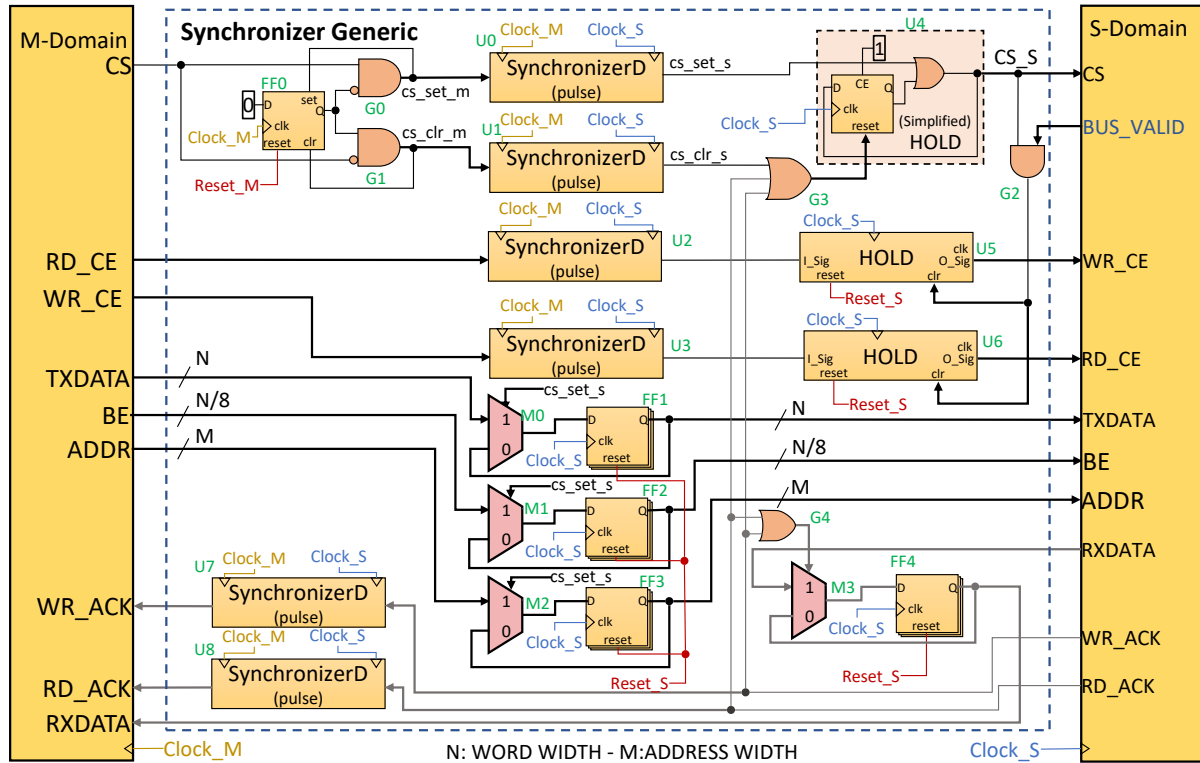 M-Domain
CS
RD_CE
WR_CE
TXDATA
BE
ADDR
WR_ACK
RD_ACK
RXDATA
Clock_M
Synchronizer Generic
FF0
0
D
set
Q
clk
reset
clr
Clock_M
Reset_M
G0
cs_set_m
cs_clr_m
G1
U0
Clock_M
Clock_S
SynchronizerD
(pulse)
cs_set_s
U1
Clock_M
Clock_S
SynchronizerD
(pulse)
cs_clr_s
G3
U4
1
CE
D
Q
clk
reset
Clock_S
(Simplified)
HOLD
CS_S
G2
Clock_M
Clock_S
SynchronizerD
(pulse)
U2
Clock_S
HOLD
U5
I_Sig
reset
clk
O_Sig
clr
Reset_S
Clock_M
Clock_S
SynchronizerD
(pulse)
U3
Clock_S
HOLD
U6
I_Sig
reset
clk
O_Sig
clr
Reset_S
N
N/8
M
cs_set_s
M0
1
0
FF1
D
Q
clk
reset
Clock_S
N
cs_set_s
M1
1
0
FF2
D
Q
clk
reset
Clock_S
N/8
cs_set_s
M2
1
0
FF3
D
Q
clk
reset
Clock_S
M
Reset_S
G4
M3
1
0
FF4
D
Q
clk
reset
Clock_S
Reset_S
U7
Clock_M
Clock_S
SynchronizerD
(pulse)
U8
Clock_M
Clock_S
SynchronizerD
(pulse)
N: WORD WIDTH - M:ADDRESS WIDTH
S-Domain
CS
BUS_VALID
WR_CE
RD_CE
TXDATA
BE
ADDR
RXDATA
WR_ACK
RD_ACK
Clock_S